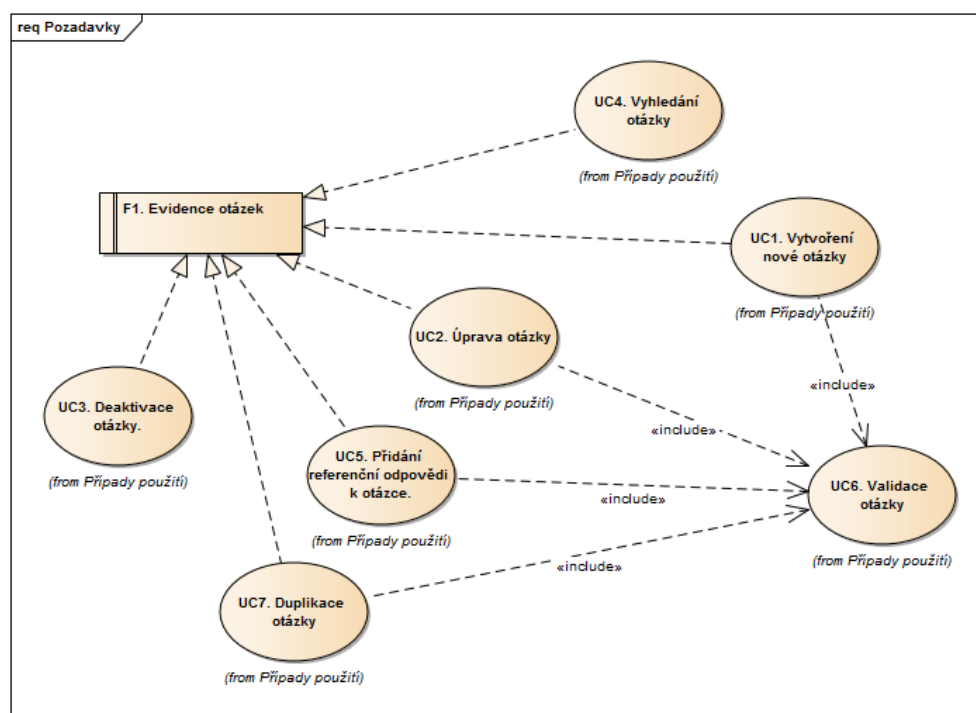 req Pozadavky
UC4. Vyhledání
otázky
(from Případy použití)
F1. Evidence otázek
UC1. Vytvoření
nové otázky
(from Případy použití)
UC2. Úprava otázky
(from Případy použití)
UC3. Deaktivace
otázky.
(from Případy použití)
«include»
«include»
UC5. Přidání
referenční odpovědi
k otázce.
(from Případy použití)
«include»
UC6. Validace
otázky
(from Případy použití)
«include»
UC7. Duplikace
otázky
(from Případy použití)